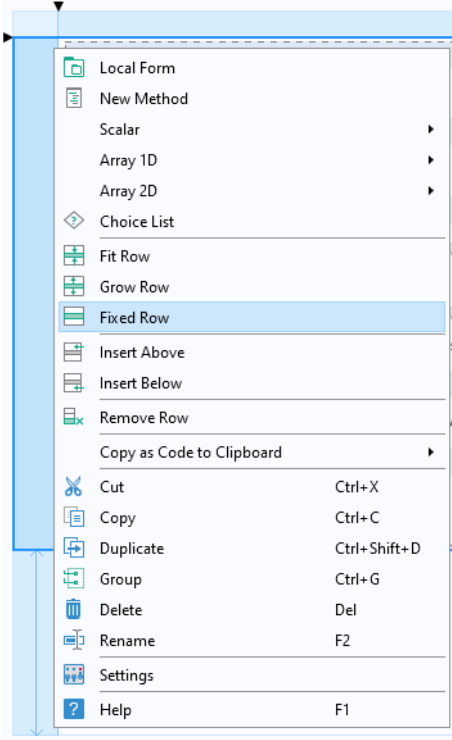 Local Form
New Method
Scalar
Array 1D
Array 2D
Choice List
Fit Row
Grow Row
Fixed Row
Insert Above
Insert Below
Remove Row
Copy as Code to Clipboard
Cut Ctrl+X
Copy Ctrl+C
Duplicate Ctrl+Shift+D
Group Ctrl+G
Delete Del
Rename F2
Settings
Help F1